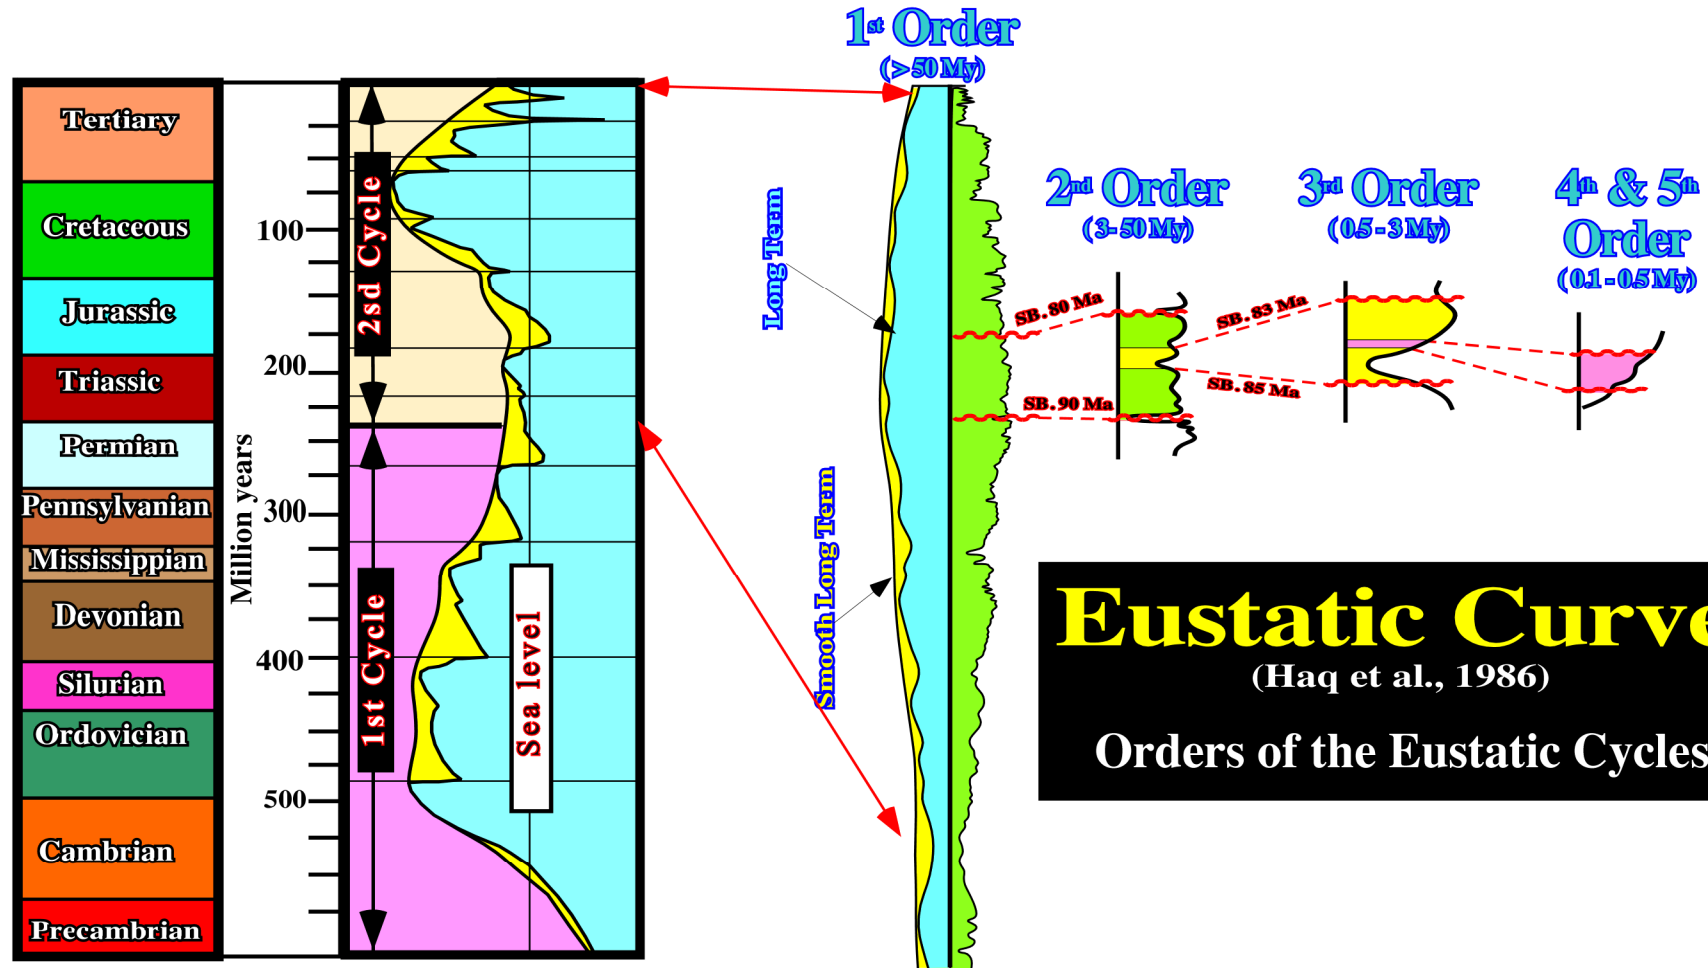 Tertiary
Cretaceous
Jurassic
Triassic
Permian
Pennsylvanian
Mississippian
Devonian
Silurian
Ordovician
Cambrian
Precambrian
Million years
100
200
300
400
500
2sd Cycle
1st Cycle
Sea level
1st Order
(> 50 My)
Long Term
Smooth Long Term
2nd Order
(3-50 My)
SB. 80 Ma
SB. 90 Ma
3rd Order
(0.5-3 My)
SB. 83 Ma
SB. 85 Ma
4th & 5th
Order
(0.1-0.5 My)
Eustatic Curve
(Haq et al., 1986)
Orders of the Eustatic Cycles